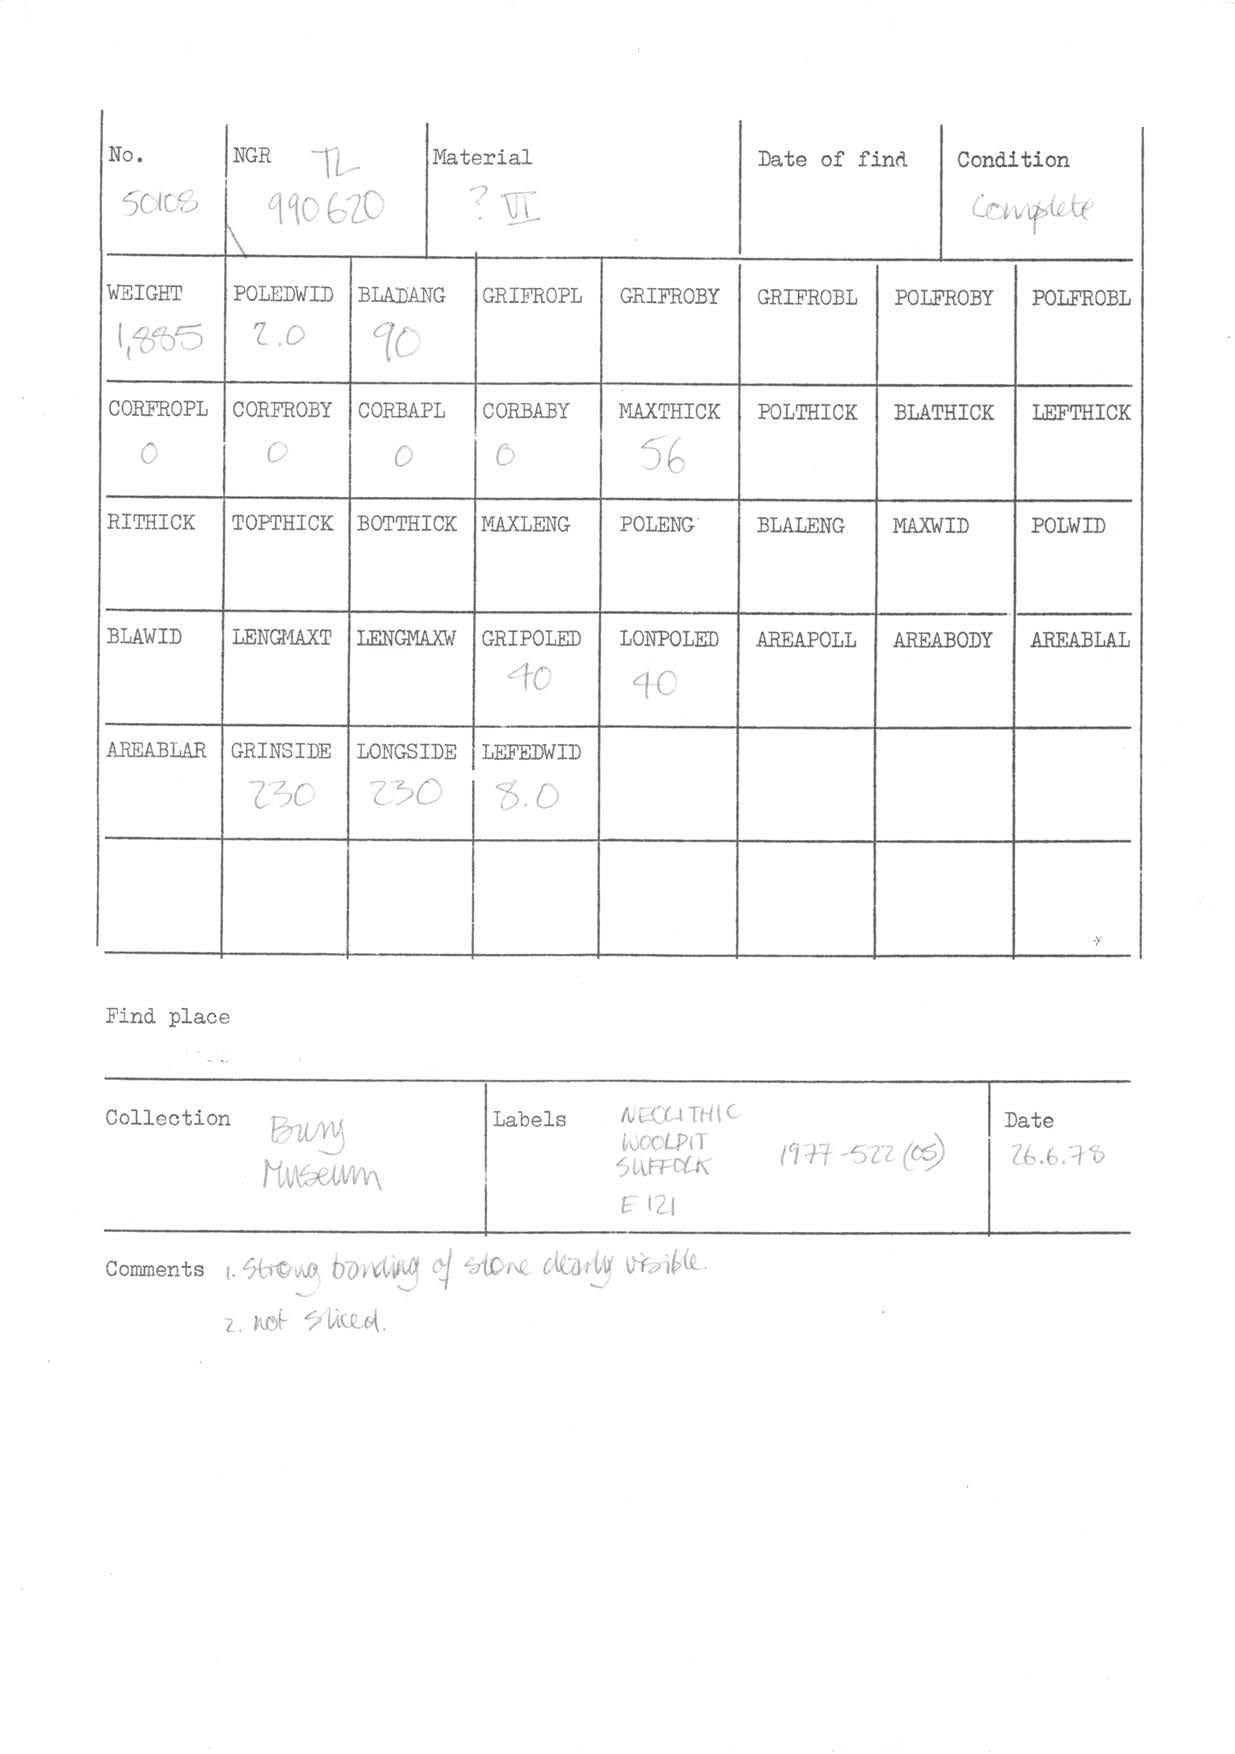 No. NGR TL Material Date of find Condition
50108 990620 ? VI Complete
WEIGHT POLEDWID BLADANG GRIFROPL GRIFROBY GRIFROBL POLFROBY POLFROBL
1,885 2.0 90
CORFROPL CORFROBY CORBAPL CORBABY MAXTHICK POLTHICK BLATHICK LEFTHICK
0 0 0 0 56
RITHICK TOPTHICK BOTTHICK MAXLENG POLENG BLALENG MAXWID POLWID
BLAWID LENGMAXT LENGMAXW GRIPOLED LONPOLED AREAPOLL AREABODY AREABLAL
40 40
AREABLAR GRINSIDE LONGSIDE LEFEDWID
230 230 8.0
Find place
Collection Bury Museum
Labels NEOLITHIC
WOOLPIT
SUFFOLK
E 121
1977-522 (05)
Date
26.6.78
Comments 1. Strong banding of stone clearly visible.
2. not sliced.